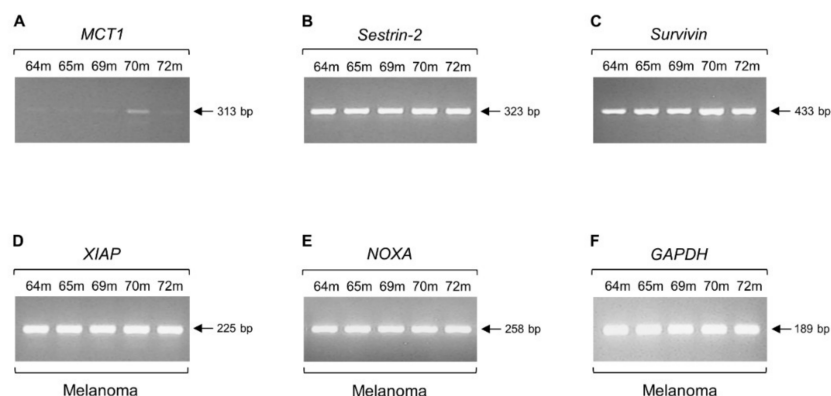 A
MCT1
64m 65m 69m 70m 72m
313 bp
B
Sestrin-2
64m 65m 69m 70m 72m
323 bp
C
Survivin
64m 65m 69m 70m 72m
433 bp
D
XIAP
64m 65m 69m 70m 72m
225 bp
Melanoma
E
NOXA
64m 65m 69m 70m 72m
258 bp
Melanoma
F
GAPDH
64m 65m 69m 70m 72m
189 bp
Melanoma